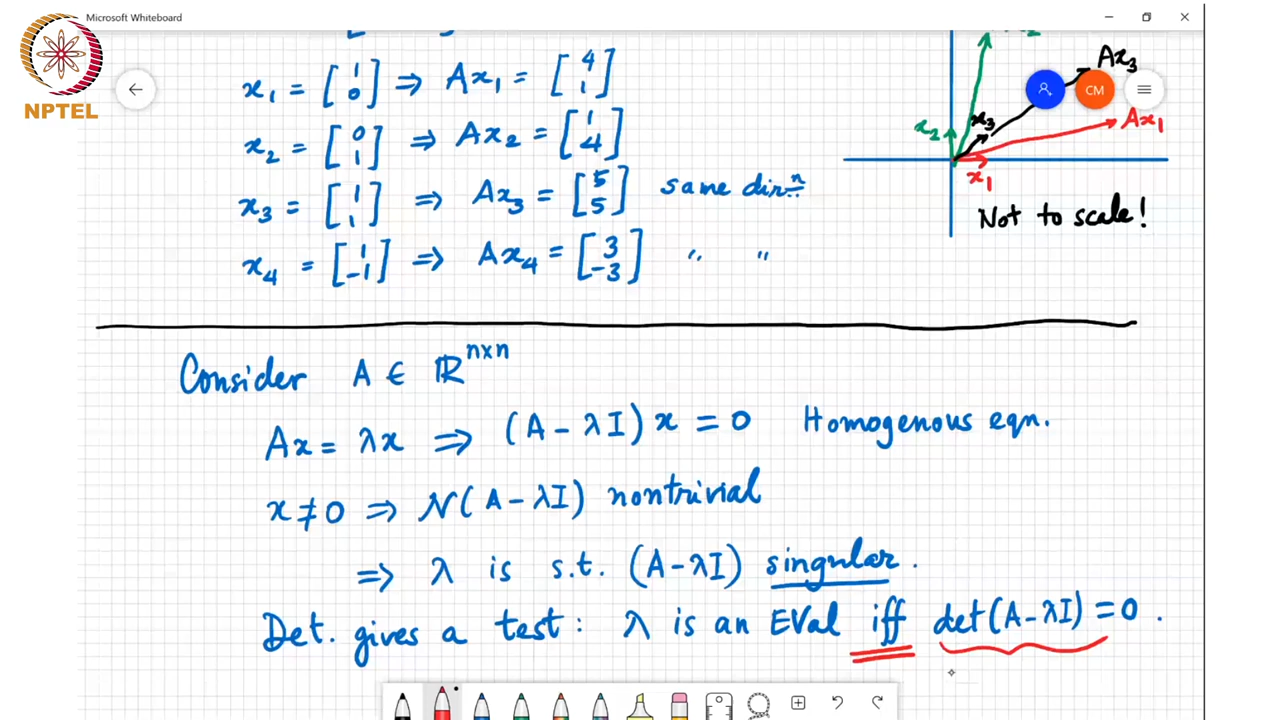 Microsoft Whiteboard
NPTEL
x₁ = [1 0] ⇒ Ax₁ = [4 1]
x₂ = [0 1] ⇒ Ax₂ = [1 4]
x₃ = [1 1] ⇒ Ax₃ = [5 5] same dirⁿ
x₄ = [1 -1] ⇒ Ax₄ = [3 -3] " "
Ax₃
CM
x₂
x₃
Ax₁
x₁
Not to scale!
Consider A ∈ ℝⁿˣⁿ
Ax = λx ⇒ (A - λI)x = 0 Homogenous eqn.
x ≠ 0 ⇒ N(A - λI) nontrivial
⇒ λ is s.t. (A - λI) singular.
Det. gives a test: λ is an EVal iff det(A - λI) = 0.